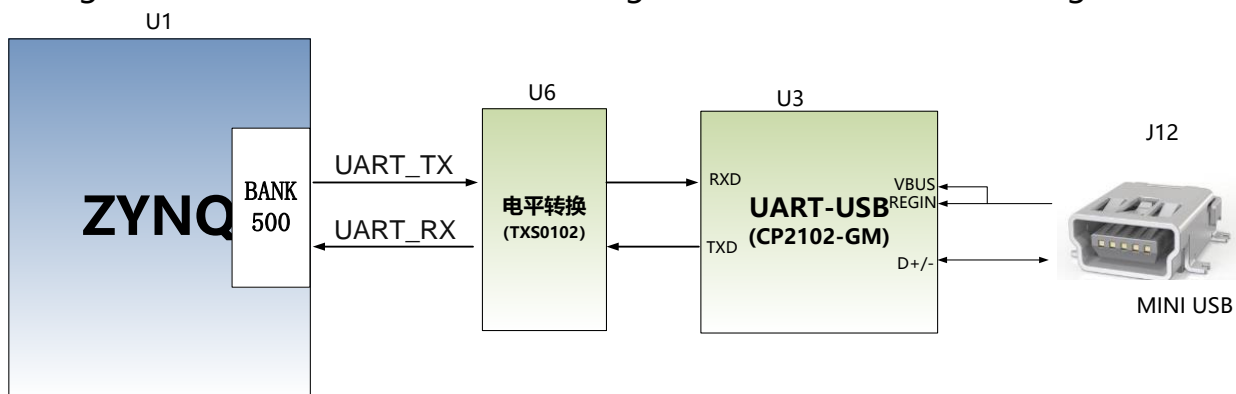 U1
ZYNQ
BANK
500
UART_TX
UART_RX
U6
电平转换
(TXS0102)
U3
RXD
TXD
UART-USB
(CP2102-GM)
VBUS
REGIN
D+/-
J12
MINI USB